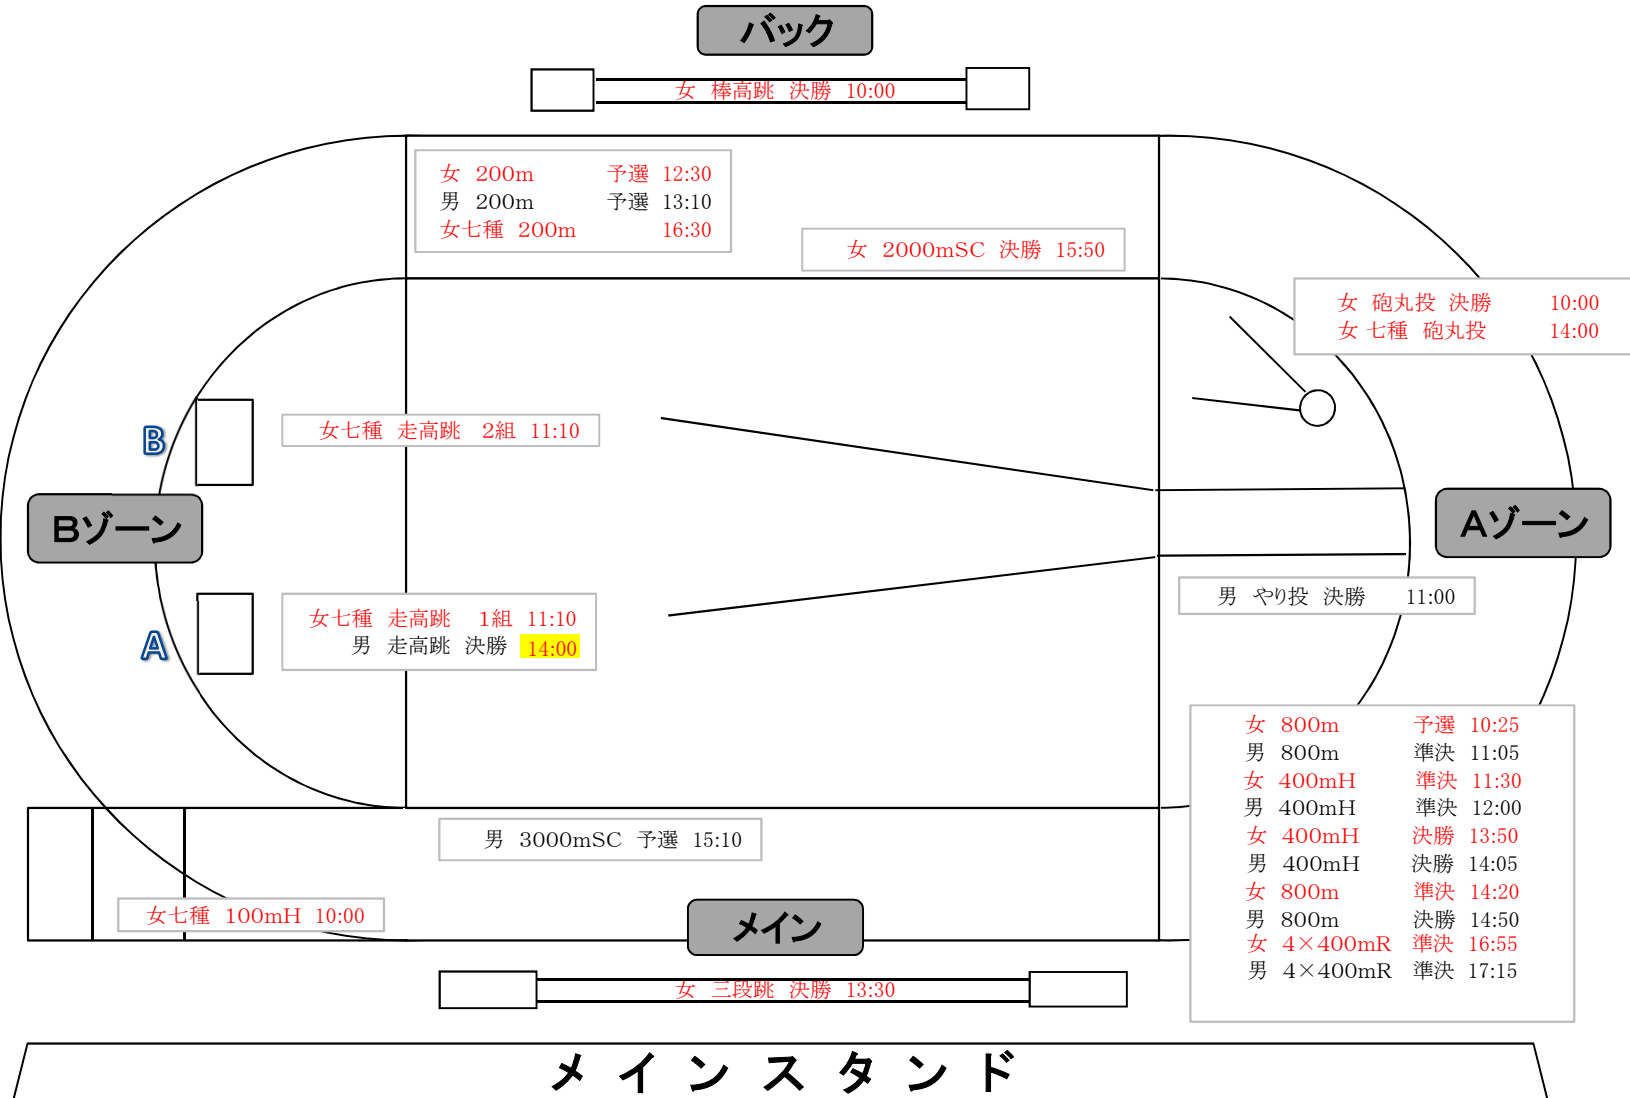 バック
女 棒高跳 決勝 10:00
女 200m 予選 12:30
男 200m 予選 13:10
女七種 200m 16:30
女 2000mSC 決勝 15:50
女 砲丸投 決勝 10:00
女 七種 砲丸投 14:00
B
女七種 走高跳 2組 11:10
Bゾーン
Aゾーン
男 やり投 決勝 11:00
A
女七種 走高跳 1組 11:10
男 走高跳 決勝 14:00
女 800m 予選 10:25
男 800m 準決 11:05
女 400mH 準決 11:30
男 400mH 準決 12:00
女 400mH 決勝 13:50
男 400mH 決勝 14:05
女 800m 準決 14:20
男 800m 決勝 14:50
女 4×400mR 準決 16:55
男 4×400mR 準決 17:15
男 3000mSC 予選 15:10
女七種 100mH 10:00
メイン
女 三段跳 決勝 13:30
メインスタンド